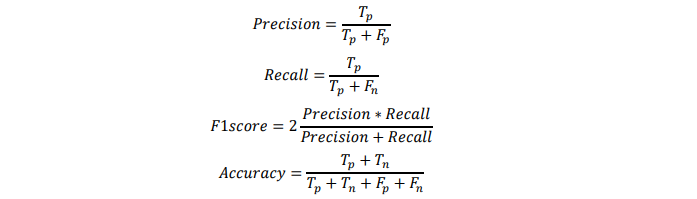 Precision = T_p / (T_p + F_p)
Recall = T_p / (T_p + F_n)
F1score = 2 (Precision * Recall) / (Precision + Recall)
Accuracy = (T_p + T_n) / (T_p + T_n + F_p + F_n)